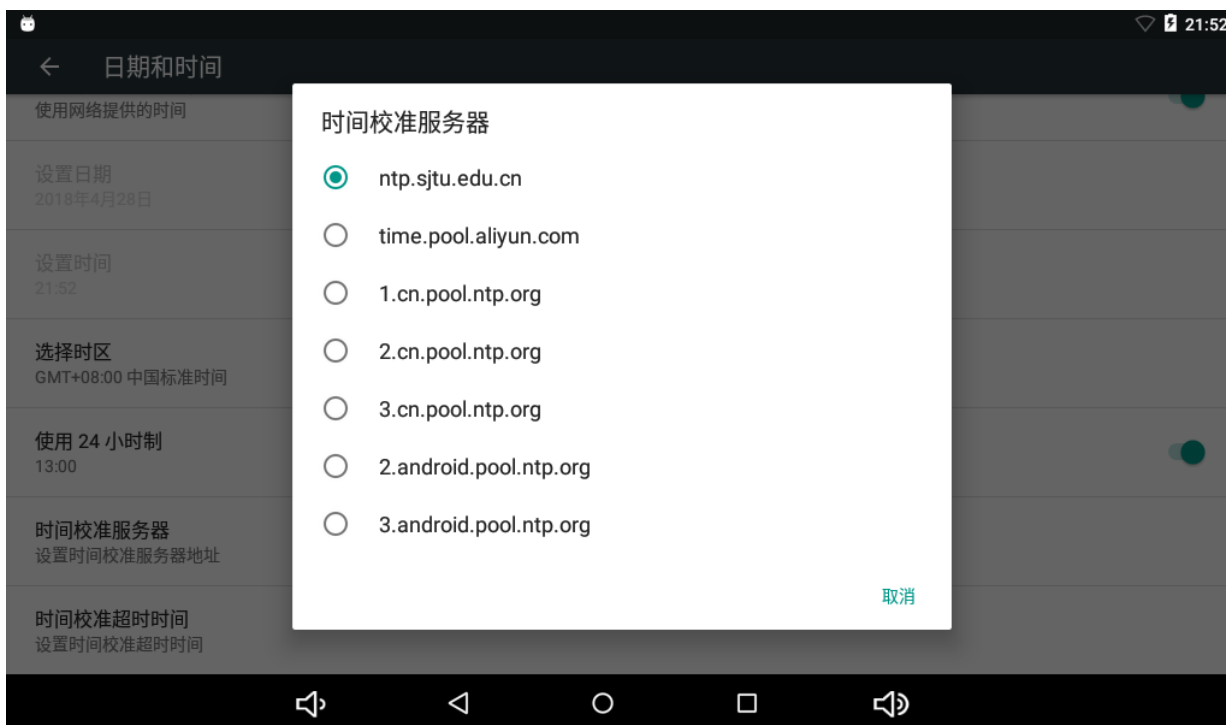 21:52
日期和时间
使用网络提供的时间
设置日期
2018年4月28日
设置时间
21:52
选择时区
GMT+08:00 中国标准时间
使用 24 小时制
13:00
时间校准服务器
设置时间校准服务器地址
时间校准超时时间
设置时间校准超时时间
时间校准服务器
ntp.sjtu.edu.cn
time.pool.aliyun.com
1.cn.pool.ntp.org
2.cn.pool.ntp.org
3.cn.pool.ntp.org
2.android.pool.ntp.org
3.android.pool.ntp.org
取消